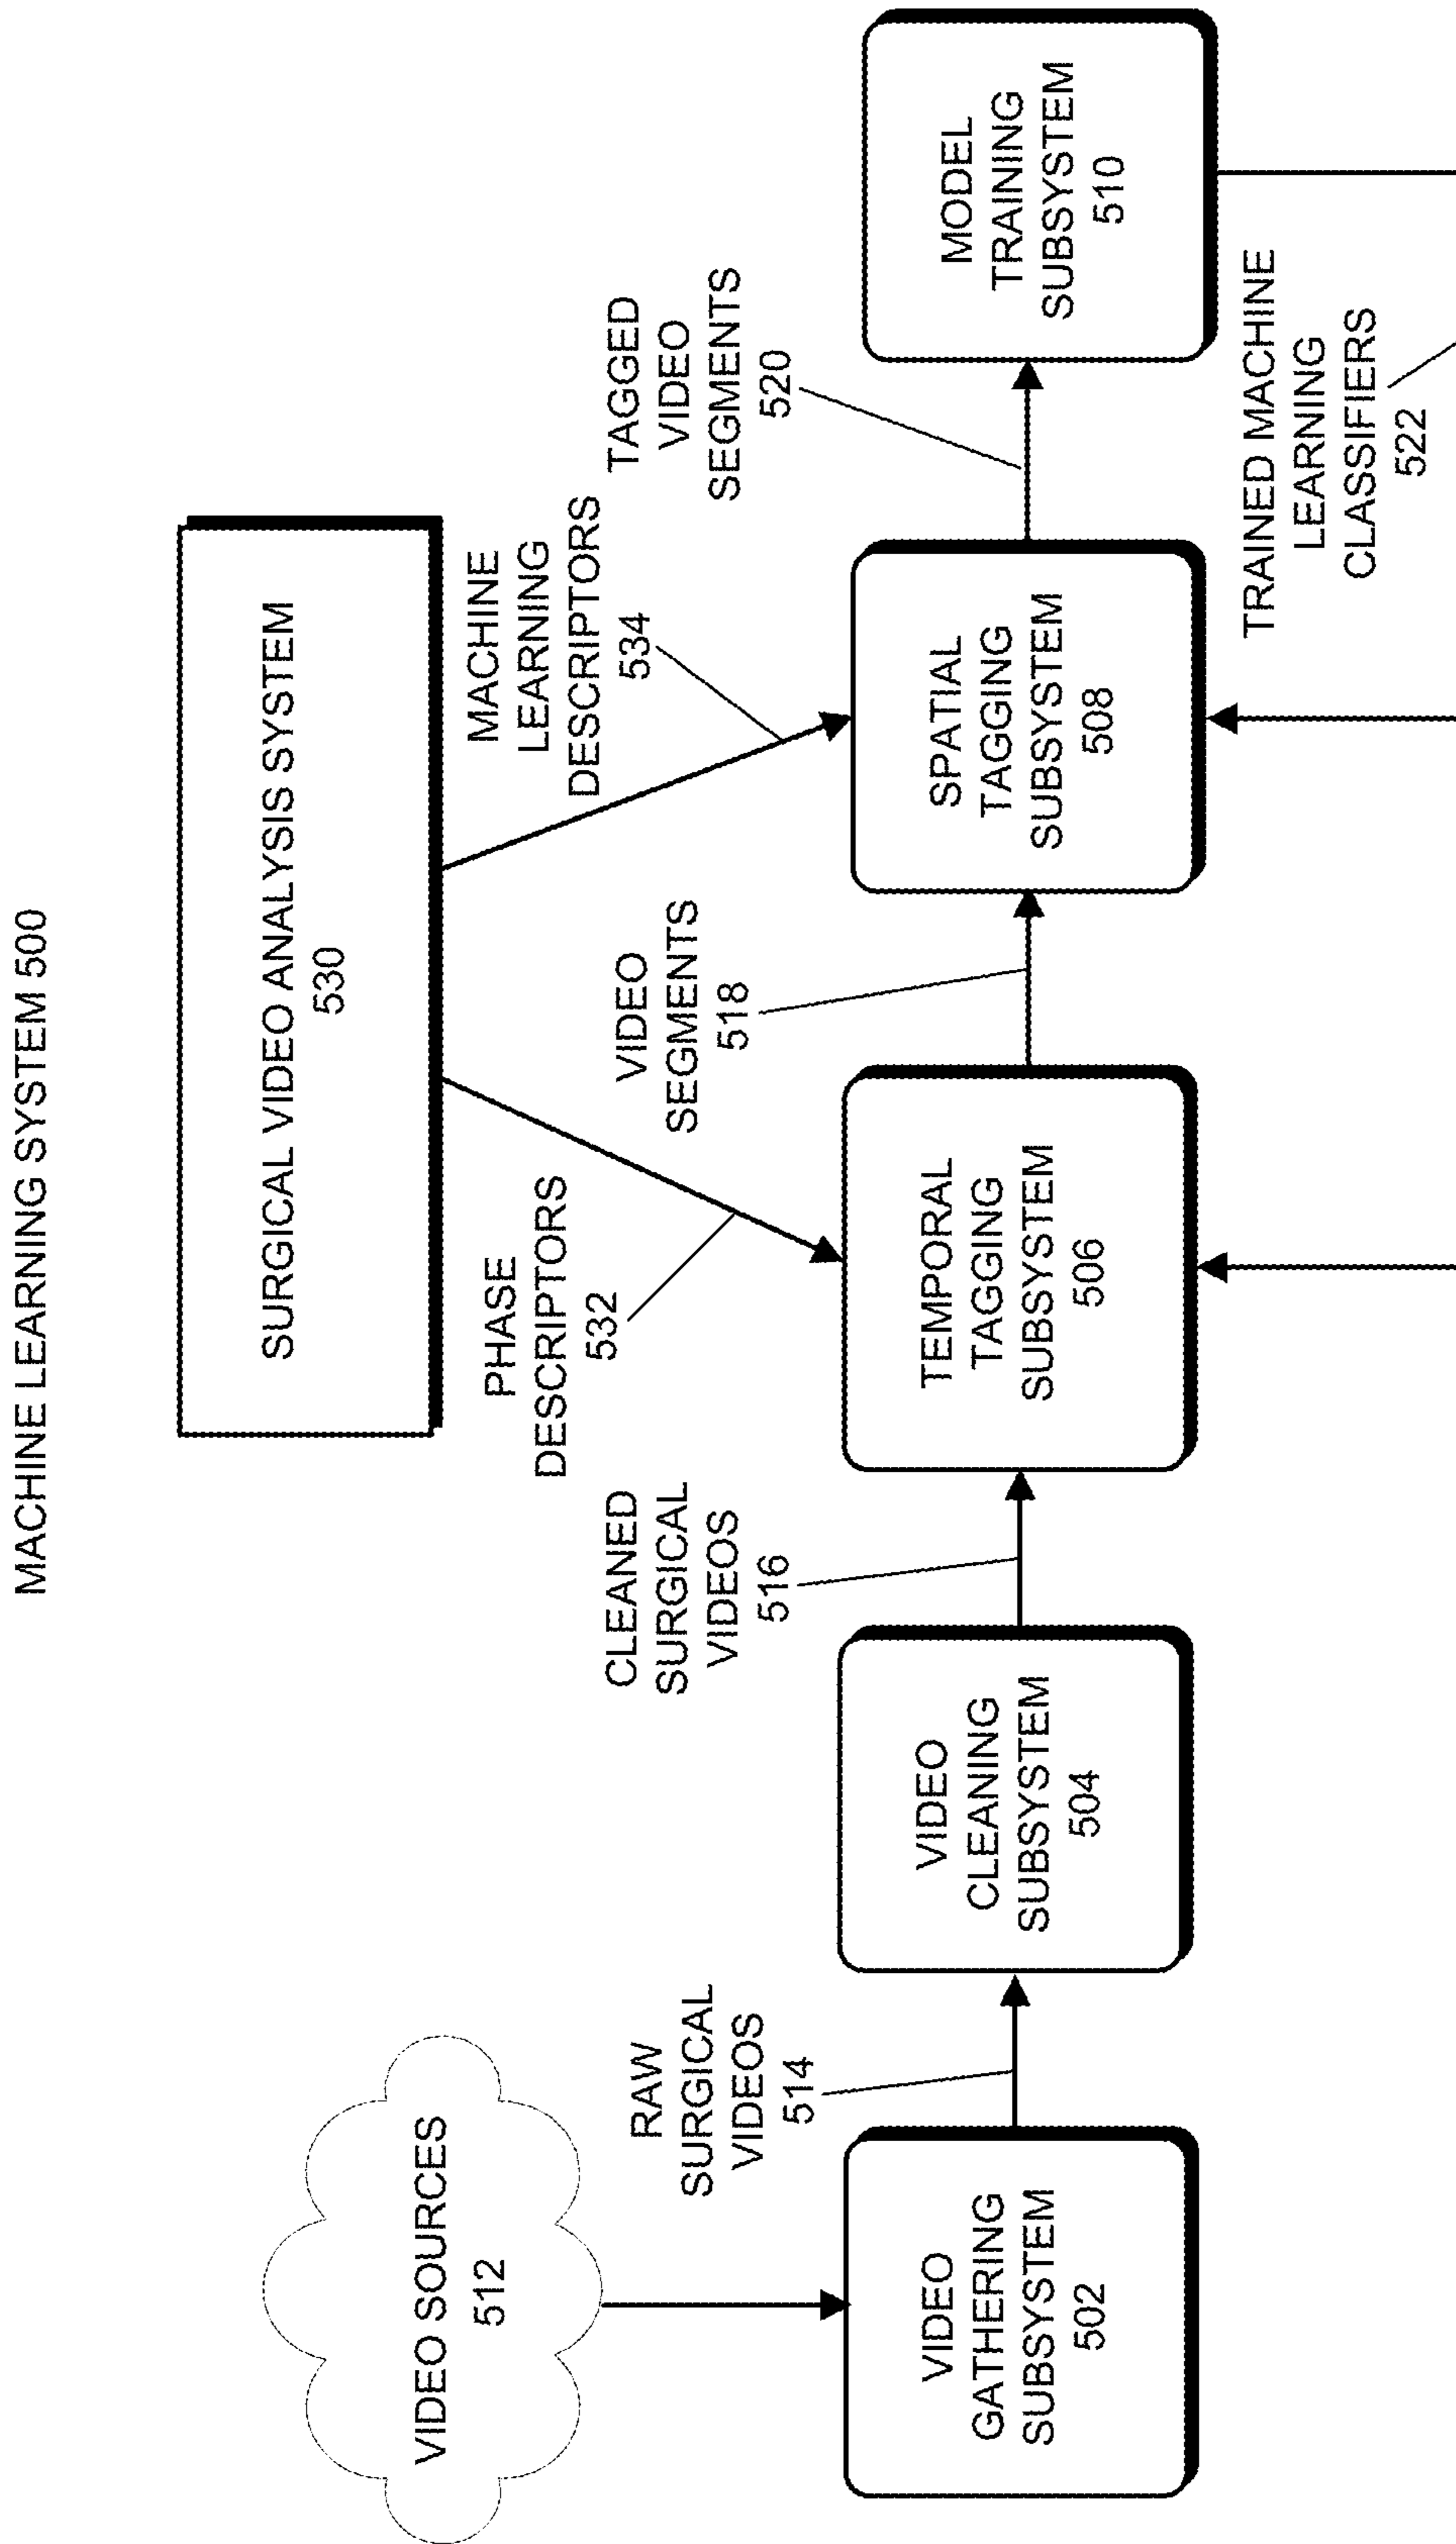 MACHINE LEARNING SYSTEM 500
SURGICAL VIDEO ANALYSIS SYSTEM
530
VIDEO SOURCES
512
PHASE
DESCRIPTORS
532
MACHINE
LEARNING
DESCRIPTORS
534
RAW
SURGICAL
VIDEOS
514
CLEANED
SURGICAL
VIDEOS
516
VIDEO
SEGMENTS
518
TAGGED
VIDEO
SEGMENTS
520
VIDEO
GATHERING
SUBSYSTEM
502
VIDEO
CLEANING
SUBSYSTEM
504
TEMPORAL
TAGGING
SUBSYSTEM
506
SPATIAL
TAGGING
SUBSYSTEM
508
MODEL
TRAINING
SUBSYSTEM
510
TRAINED MACHINE
LEARNING
CLASSIFIERS
522